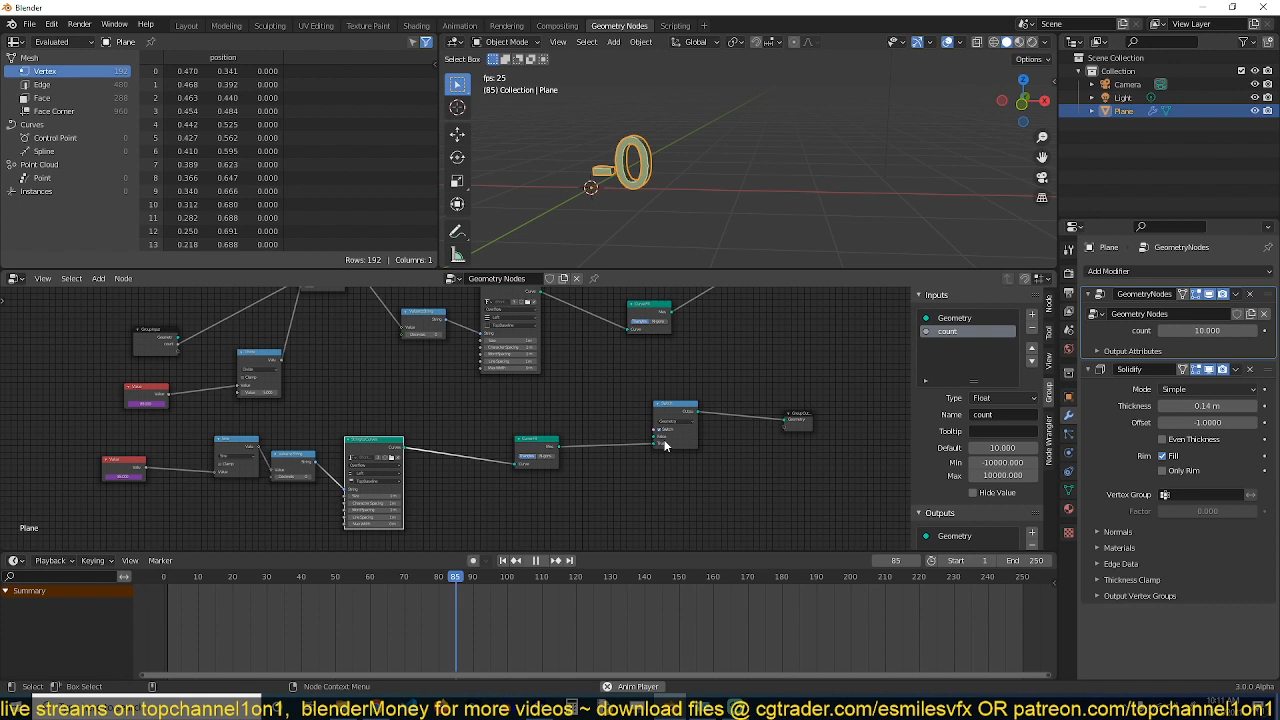 Blender
File Edit Render Window Help Layout Modeling Sculpting UV Editing Texture Paint Shading Animation Rendering Compositing Geometry Nodes Scripting + Scene View Layer
Evaluated Plane
Mesh
Vertex 192
Edge 480
Face 288
Face Corner 960
Curves
Control Point 0
Spline 0
Point Cloud
Point 0
Instances
position
0 0.470 0.341 0.000
1 0.468 0.392 0.000
2 0.463 0.440 0.000
3 0.454 0.484 0.000
4 0.442 0.525 0.000
5 0.427 0.562 0.000
6 0.410 0.595 0.000
7 0.389 0.623 0.000
8 0.366 0.647 0.000
9 0.340 0.666 0.000
10 0.312 0.680 0.000
11 0.282 0.688 0.000
12 0.250 0.691 0.000
13 0.218 0.688 0.000
Rows: 192 | Columns: 1
Object Mode View Select Add Object Global
Select Box Options
fps: 25
(85) Collection | Plane
-0
X
Scene Collection
Collection
Camera
Light
Plane
View Select Add Node Geometry Nodes
Plane
Inputs
Geometry
count
Type Float
Name count
Tooltip
Default 10.000
Min -10000.000
Max 10000.000
Hide Value
Outputs
Geometry
Node
Tool
View
Group
Node Wrangler
Plane GeometryNodes
Add Modifier
GeometryNodes
Geometry Nodes
count 10.000
Output Attributes
Solidify
Mode Simple
Thickness 0.14 m
Offset -1.0000
Even Thickness
Rim Fill
Only Rim
Vertex Group
Factor 0.000
Normals
Materials
Edge Data
Thickness Clamp
Output Vertex Groups
Playback Keying View Marker 85 Start 1 End 250
0 10 20 30 40 50 60 70 85 90 100 110 120 130 140 150 160 170 180 190 200 210 220 230 240 250
Summary
Select Box Select Node Context Menu Anim Player 3.0.0 Alpha
10:11 AM
live streams on topchannel1on1, blenderMoney for more videos ~ download files @ cgtrader.com/esmilesvfx OR patreon.com/topchannel1on1